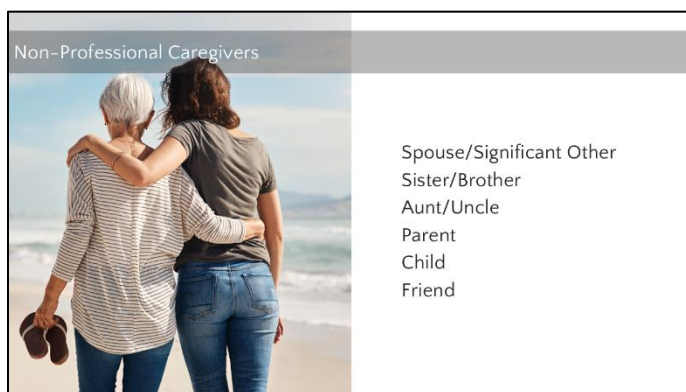 Non-Professional Caregivers
Spouse/Significant Other
Sister/Brother
Aunt/Uncle
Parent
Child
Friend